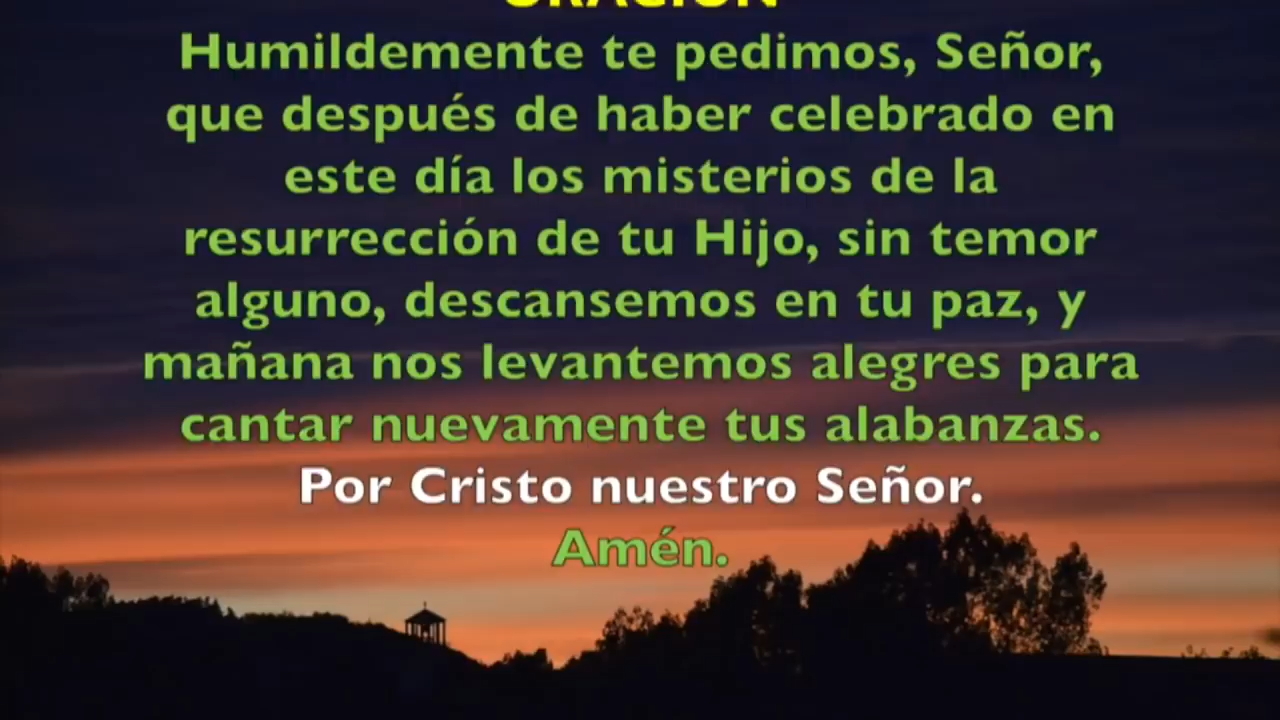 ORACIÓN
Humildemente te pedimos, Señor,
que después de haber celebrado en
este día los misterios de la
resurrección de tu Hijo, sin temor
alguno, descansemos en tu paz, y
mañana nos levantemos alegres para
cantar nuevamente tus alabanzas.
Por Cristo nuestro Señor.
Amén.